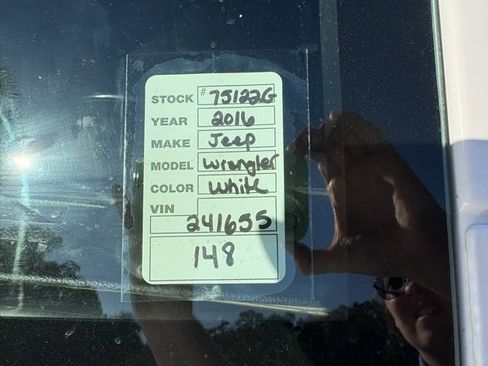 STOCK # 75122G
YEAR 2016
MAKE Jeep
MODEL Wrangler
COLOR White
VIN
241655
148